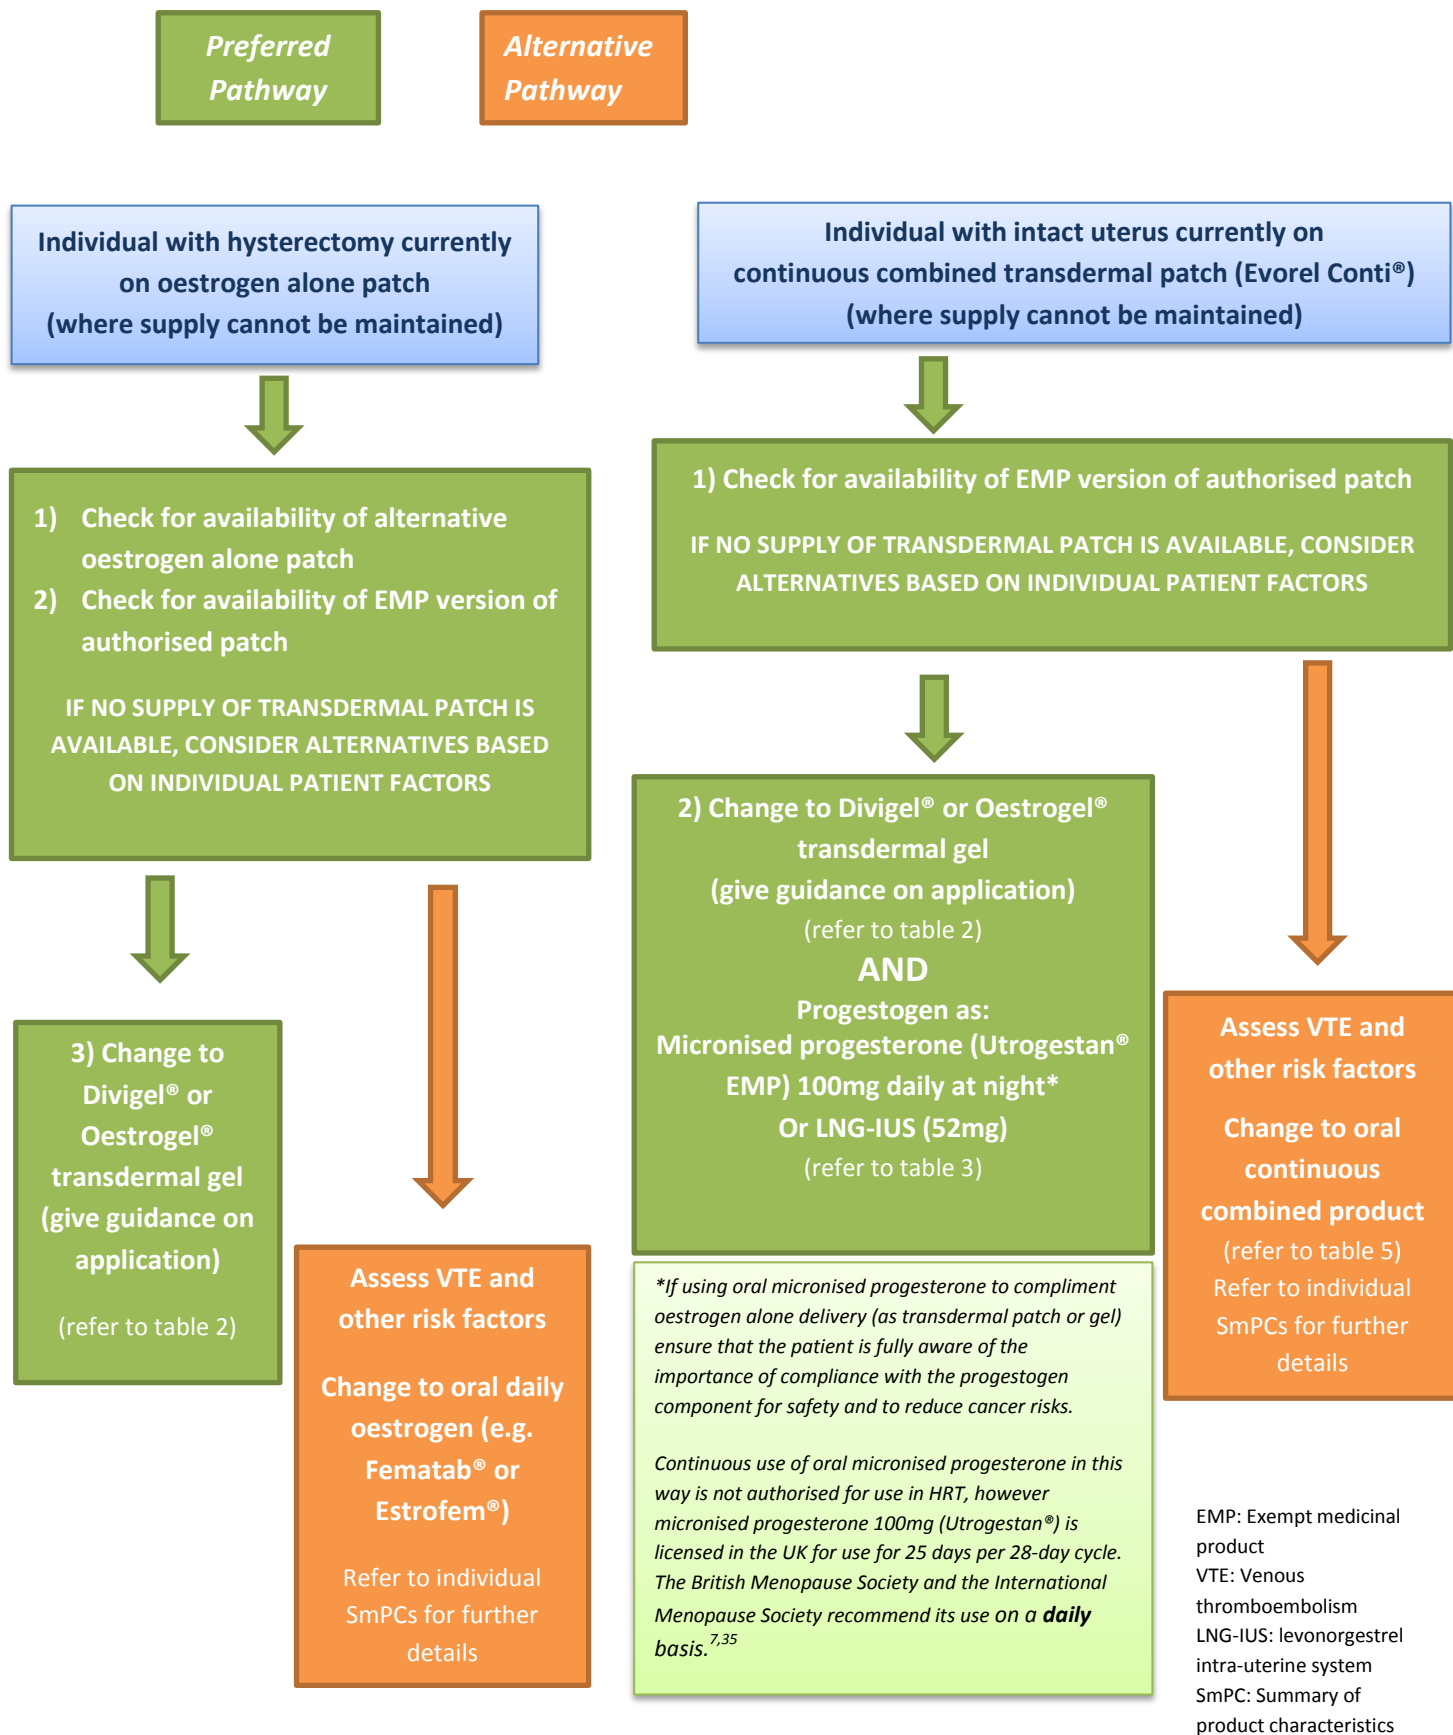 Preferred
Pathway
Alternative
Pathway
Individual with hysterectomy currently
on oestrogen alone patch
(where supply cannot be maintained)
Individual with intact uterus currently on
continuous combined transdermal patch (Evorel Conti®)
(where supply cannot be maintained)
1) Check for availability of alternative
oestrogen alone patch
2) Check for availability of EMP version of
authorised patch
IF NO SUPPLY OF TRANSDERMAL PATCH IS
AVAILABLE, CONSIDER ALTERNATIVES BASED
ON INDIVIDUAL PATIENT FACTORS
1) Check for availability of EMP version of authorised patch
IF NO SUPPLY OF TRANSDERMAL PATCH IS AVAILABLE, CONSIDER
ALTERNATIVES BASED ON INDIVIDUAL PATIENT FACTORS
3) Change to
Divigel® or
Oestrogel®
transdermal gel
(give guidance on
application)
(refer to table 2)
Assess VTE and
other risk factors
Change to oral daily
oestrogen (e.g.
Fematab® or
Estrofem®)
Refer to individual
SmPCs for further
details
2) Change to Divigel® or Oestrogel®
transdermal gel
(give guidance on application)
(refer to table 2)
AND
Progestogen as:
Micronised progesterone (Utrogestan®
EMP) 100mg daily at night*
Or LNG-IUS (52mg)
(refer to table 3)
*If using oral micronised progesterone to compliment
oestrogen alone delivery (as transdermal patch or gel)
ensure that the patient is fully aware of the
importance of compliance with the progestogen
component for safety and to reduce cancer risks.
Continuous use of oral micronised progesterone in this
way is not authorised for use in HRT, however
micronised progesterone 100mg (Utrogestan®) is
licensed in the UK for use for 25 days per 28-day cycle.
The British Menopause Society and the International
Menopause Society recommend its use on a daily
basis.7,35
Assess VTE and
other risk factors
Change to oral
continuous
combined product
(refer to table 5)
Refer to individual
SmPCs for further
details
EMP: Exempt medicinal
product
VTE: Venous
thromboembolism
LNG-IUS: levonorgestrel
intra-uterine system
SmPC: Summary of
product characteristics